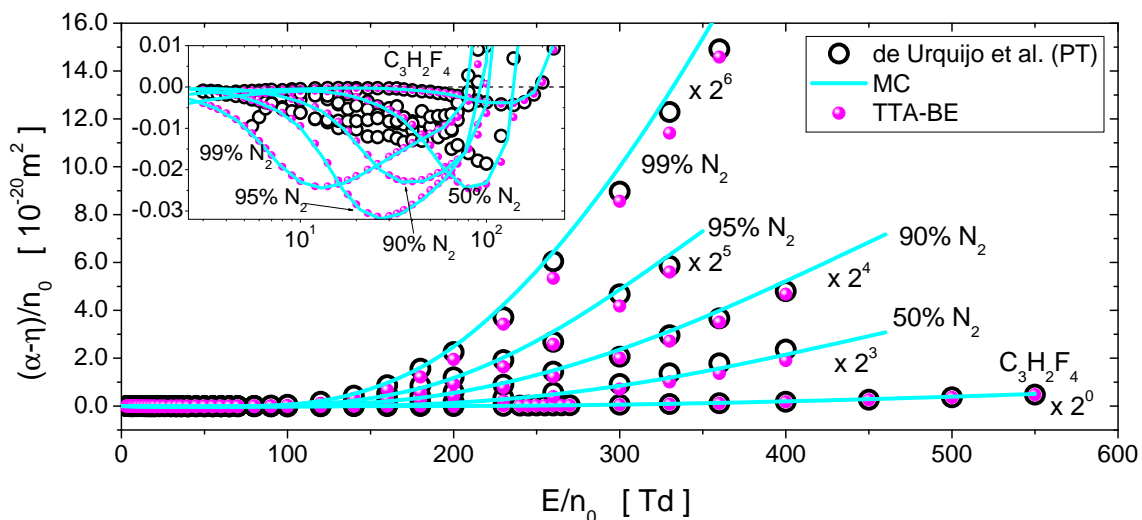 16.0
14.0
12.0
10.0
8.0
6.0
4.0
2.0
0.0
(α-η)/n₀ [ 10⁻²⁰m² ]
0.01
0.00
-0.01
-0.02
-0.03
C₃H₂F₄
99% N₂
95% N₂
90% N₂
50% N₂
10¹
10²
de Urquijo et al. (PT)
MC
TTA-BE
x 2⁶
99% N₂
95% N₂
x 2⁵
90% N₂
x 2⁴
50% N₂
x 2³
C₃H₂F₄
x 2⁰
0
100
200
300
400
500
600
E/n₀ [ Td ]